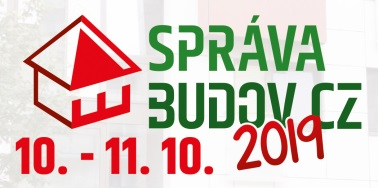 SPRÁVA
BUDOV CZ
2019
10. - 11. 10.